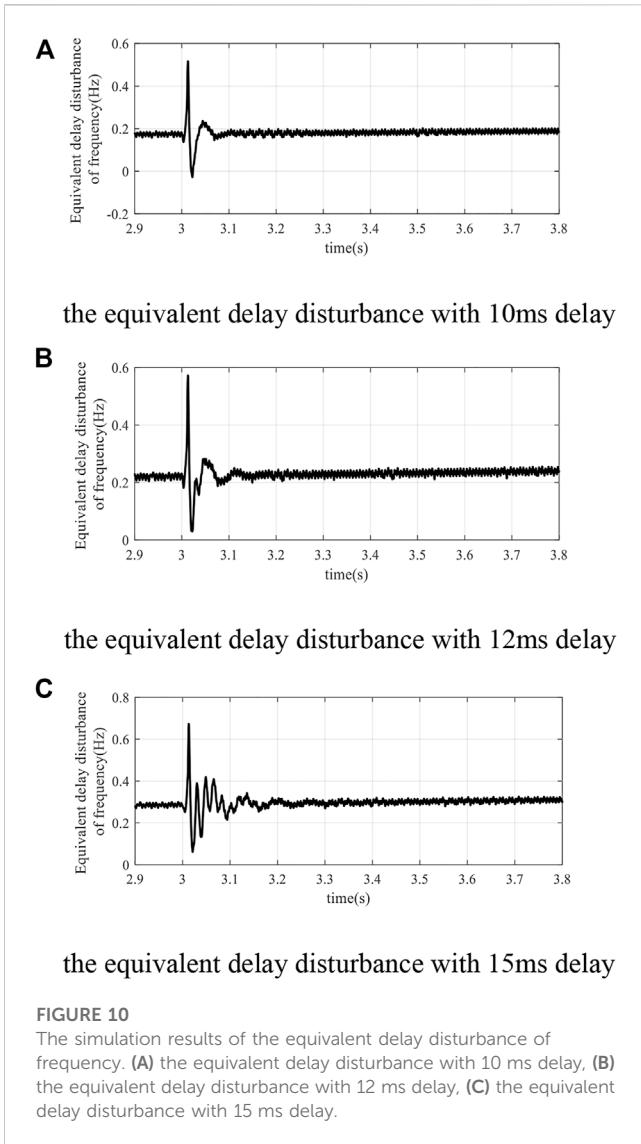 A
Equivalent delay disturbance
of frequency(Hz)
0.6
0.4
0.2
0
-0.2
2.9 3 3.1 3.2 3.3 3.4 3.5 3.6 3.7 3.8
time(s)
the equivalent delay disturbance with 10ms delay
B
Equivalent delay disturbance
of frequency(Hz)
0.6
0.4
0.2
0
2.9 3 3.1 3.2 3.3 3.4 3.5 3.6 3.7 3.8
time(s)
the equivalent delay disturbance with 12ms delay
C
Equivalent delay disturbance
of frequency(Hz)
0.8
0.6
0.4
0.2
0
2.9 3 3.1 3.2 3.3 3.4 3.5 3.6 3.7 3.8
time(s)
the equivalent delay disturbance with 15ms delay
FIGURE 10
The simulation results of the equivalent delay disturbance of
frequency. (A) the equivalent delay disturbance with 10 ms delay, (B)
the equivalent delay disturbance with 12 ms delay, (C) the equivalent
delay disturbance with 15 ms delay.